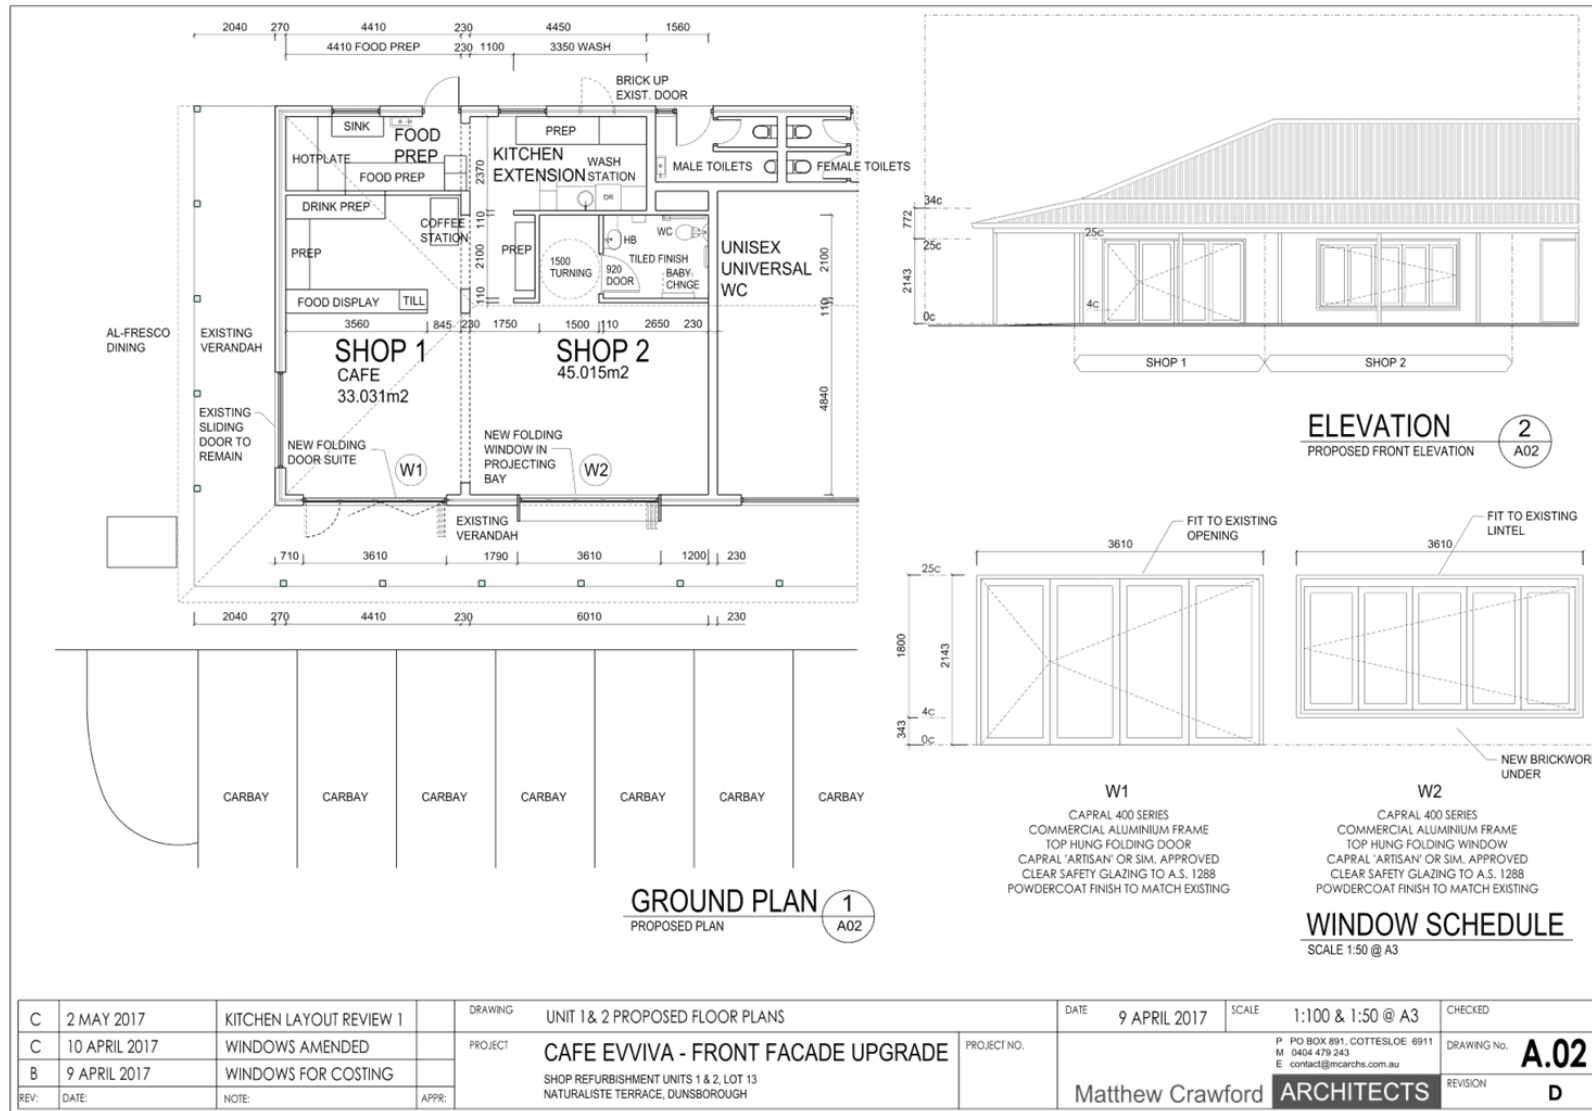 2040 270 4410 230 4450 1560
4410 FOOD PREP 230 1100 3350 WASH
BRICK UP
EXIST. DOOR
SINK
FOOD
PREP
HOTPLATE
FOOD PREP
DRINK PREP
COFFEE
STATION
PREP
FOOD DISPLAY TILL
PREP
KITCHEN
EXTENSION
WASH
STATION
DR
2370
110
2100
110
PREP
1500
TURNING
HB
WC
TILED FINISH
920
DOOR
BABY
CHNGE
MALE TOILETS
FEMALE TOILETS
UNISEX
UNIVERSAL
WC
2100
110
4840
3560 845 230 1750 1500 110 2650 230
AL-FRESCO
DINING
EXISTING
VERANDAH
SHOP 1
CAFE
33.031m2
SHOP 2
45.015m2
EXISTING
SLIDING
DOOR TO
REMAIN
NEW FOLDING
DOOR SUITE
W1
NEW FOLDING
WINDOW IN
PROJECTING
BAY
W2
EXISTING
VERANDAH
710 3610 1790 3610 1200 230
2040 270 4410 230 6010 230
CARBAY CARBAY CARBAY CARBAY CARBAY CARBAY CARBAY
GROUND PLAN
PROPOSED PLAN
1
A02
34c
772
25c
2143
0c
25c
4c
SHOP 1 SHOP 2
ELEVATION
PROPOSED FRONT ELEVATION
2
A02
FIT TO EXISTING
OPENING
3610
25c
1800
2143
4c
343
0c
FIT TO EXISTING
LINTEL
3610
NEW BRICKWOR
UNDER
W1
CAPRAL 400 SERIES
COMMERCIAL ALUMINIUM FRAME
TOP HUNG FOLDING DOOR
CAPRAL 'ARTISAN' OR SIM. APPROVED
CLEAR SAFETY GLAZING TO A.S. 1288
POWDERCOAT FINISH TO MATCH EXISTING
W2
CAPRAL 400 SERIES
COMMERCIAL ALUMINIUM FRAME
TOP HUNG FOLDING WINDOW
CAPRAL 'ARTISAN' OR SIM. APPROVED
CLEAR SAFETY GLAZING TO A.S. 1288
POWDERCOAT FINISH TO MATCH EXISTING
WINDOW SCHEDULE
SCALE 1:50 @ A3
C 2 MAY 2017 KITCHEN LAYOUT REVIEW 1
C 10 APRIL 2017 WINDOWS AMENDED
B 9 APRIL 2017 WINDOWS FOR COSTING
REV: DATE: NOTE: APPR:
DRAWING UNIT 1& 2 PROPOSED FLOOR PLANS
PROJECT CAFE EVVIVA - FRONT FACADE UPGRADE
SHOP REFURBISHMENT UNITS 1 & 2, LOT 13
NATURALISTE TERRACE, DUNSBOROUGH
PROJECT NO.
DATE 9 APRIL 2017 SCALE 1:100 & 1:50 @ A3 CHECKED
P PO BOX 891, COTTESLOE 6911
M 0404 479 243
E contact@mcarchs.com.au
Matthew Crawford ARCHITECTS
DRAWING No. A.02
REVISION D